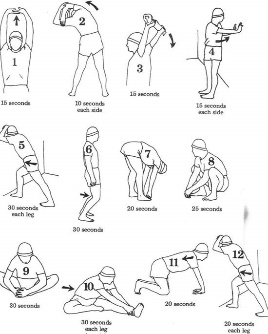 1
2
3
4
15 seconds
10 seconds
each side
15 seconds
15 seconds
each side
5
6
7
8
30 seconds
each leg
30 seconds
20 seconds
25 seconds
9
10
11
12
30 seconds
30 seconds
each leg
20 seconds
20 seconds
each leg